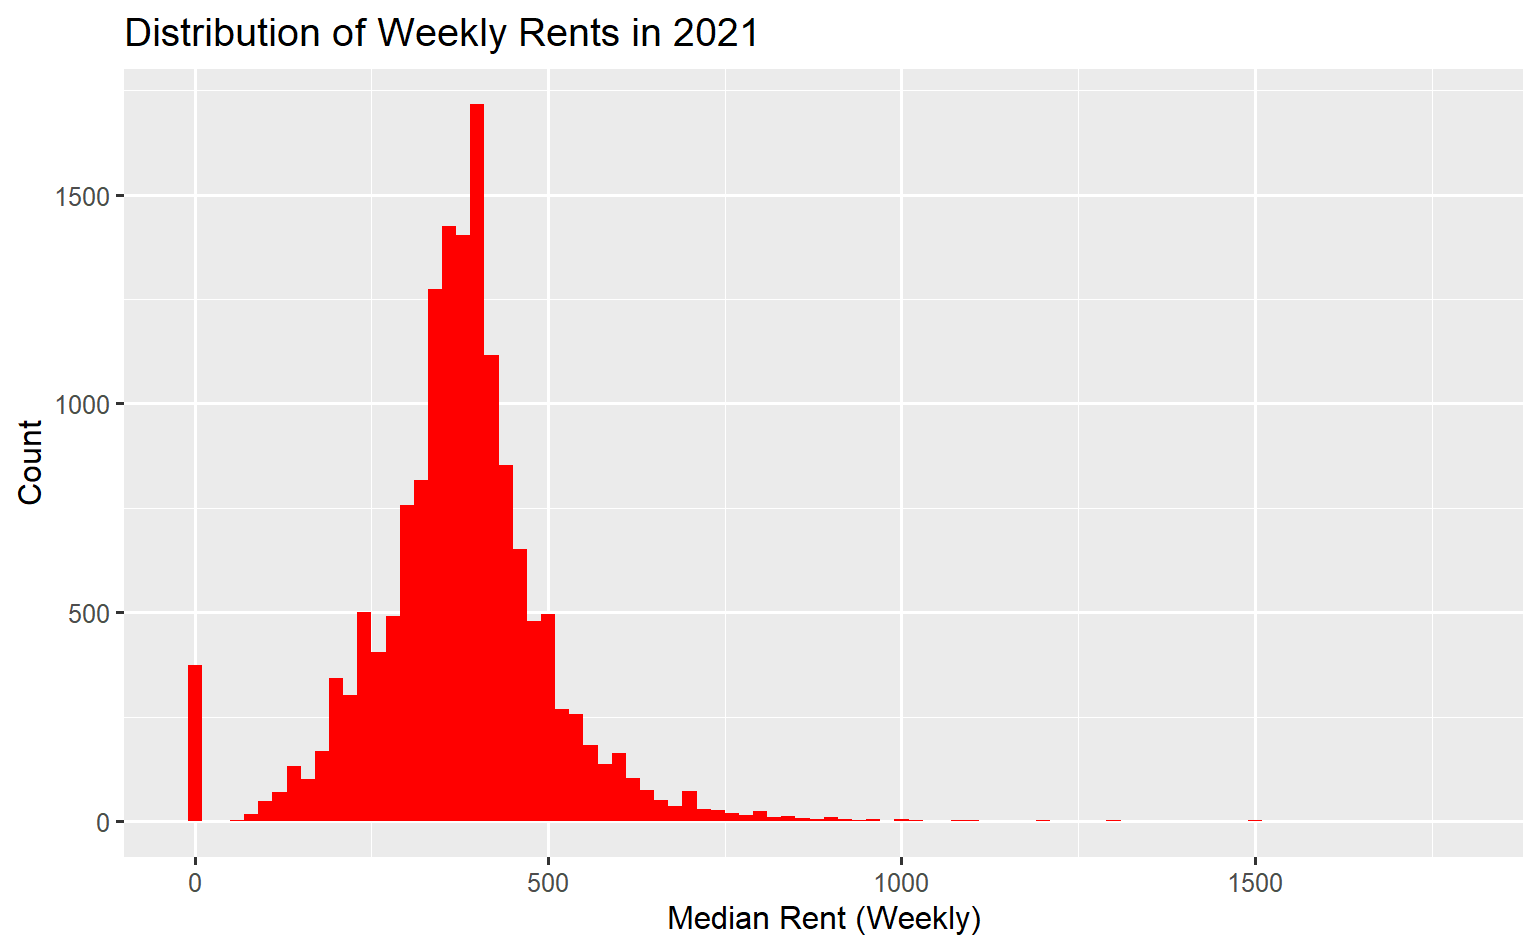 Distribution of Weekly Rents in 2021
Count
1500
1000
500
0
0 500 1000 1500
Median Rent (Weekly)